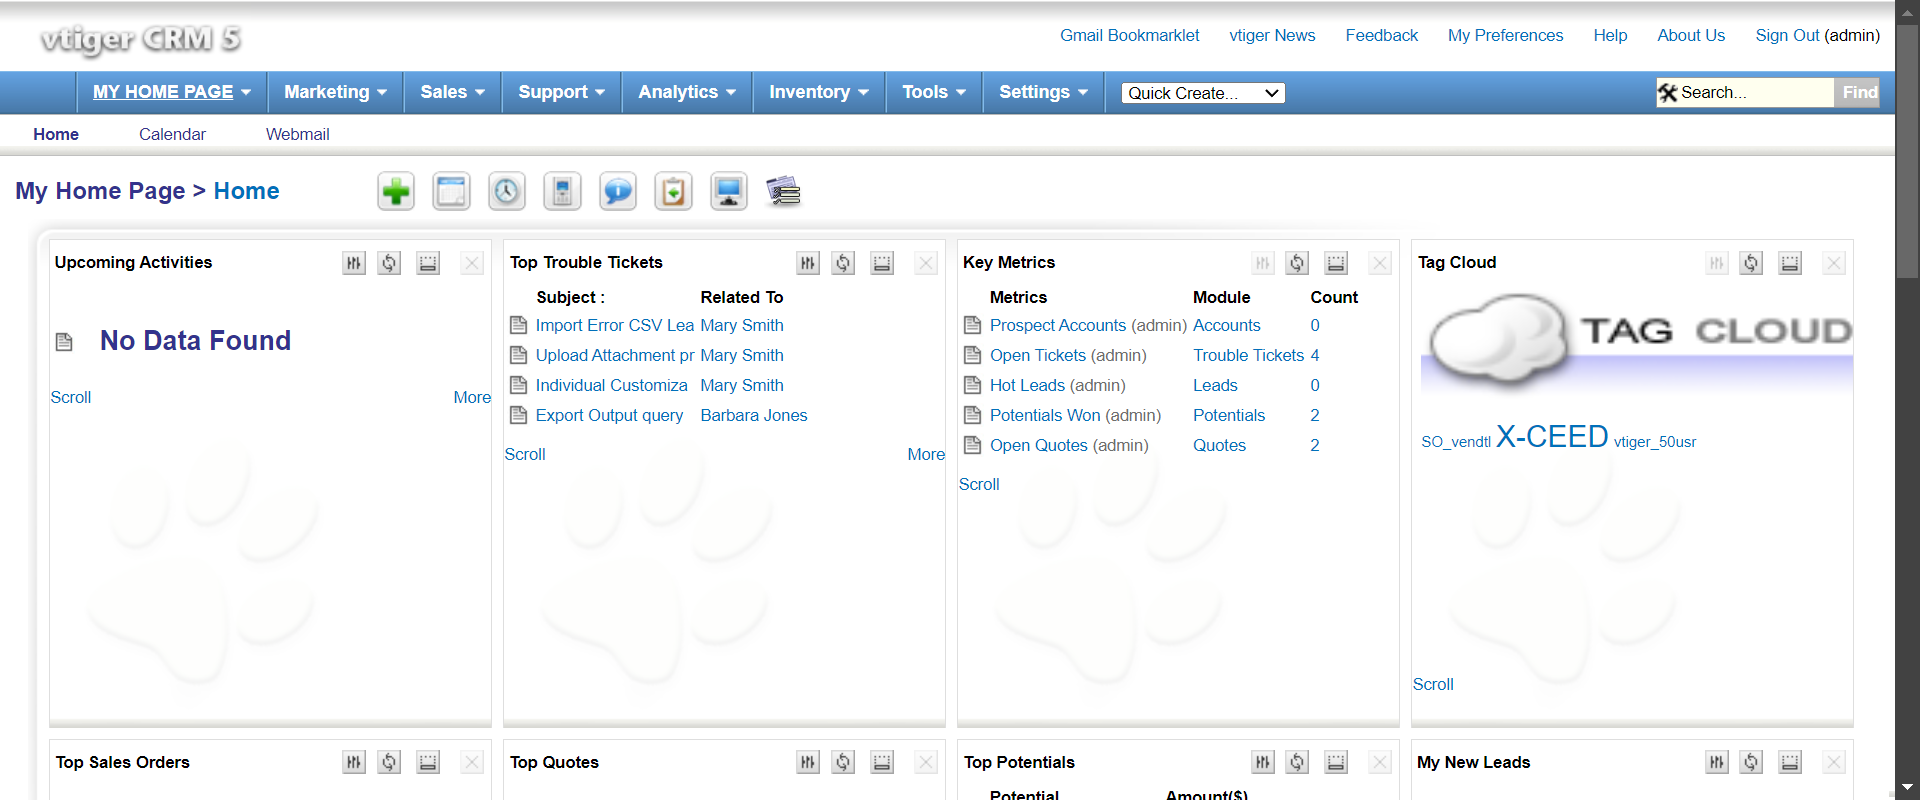 vtiger CRM 5
Gmail Bookmarklet vtiger News Feedback My Preferences Help About Us Sign Out (admin)
MY HOME PAGE Marketing Sales Support Analytics Inventory Tools Settings Quick Create... Search... Find
Home Calendar Webmail
My Home Page > Home
Upcoming Activities
No Data Found
Scroll More
Top Trouble Tickets
Subject : Related To
Import Error CSV Lea Mary Smith
Upload Attachment pr Mary Smith
Individual Customiza Mary Smith
Export Output query Barbara Jones
Scroll More
Key Metrics
Metrics Module Count
Prospect Accounts (admin) Accounts 0
Open Tickets (admin) Trouble Tickets 4
Hot Leads (admin) Leads 0
Potentials Won (admin) Potentials 2
Open Quotes (admin) Quotes 2
Scroll
Tag Cloud
TAG CLOUD
SO_vendtl X-CEED vtiger_50usr
Scroll
Top Sales Orders
Top Quotes
Top Potentials
Potential Amount($)
My New Leads